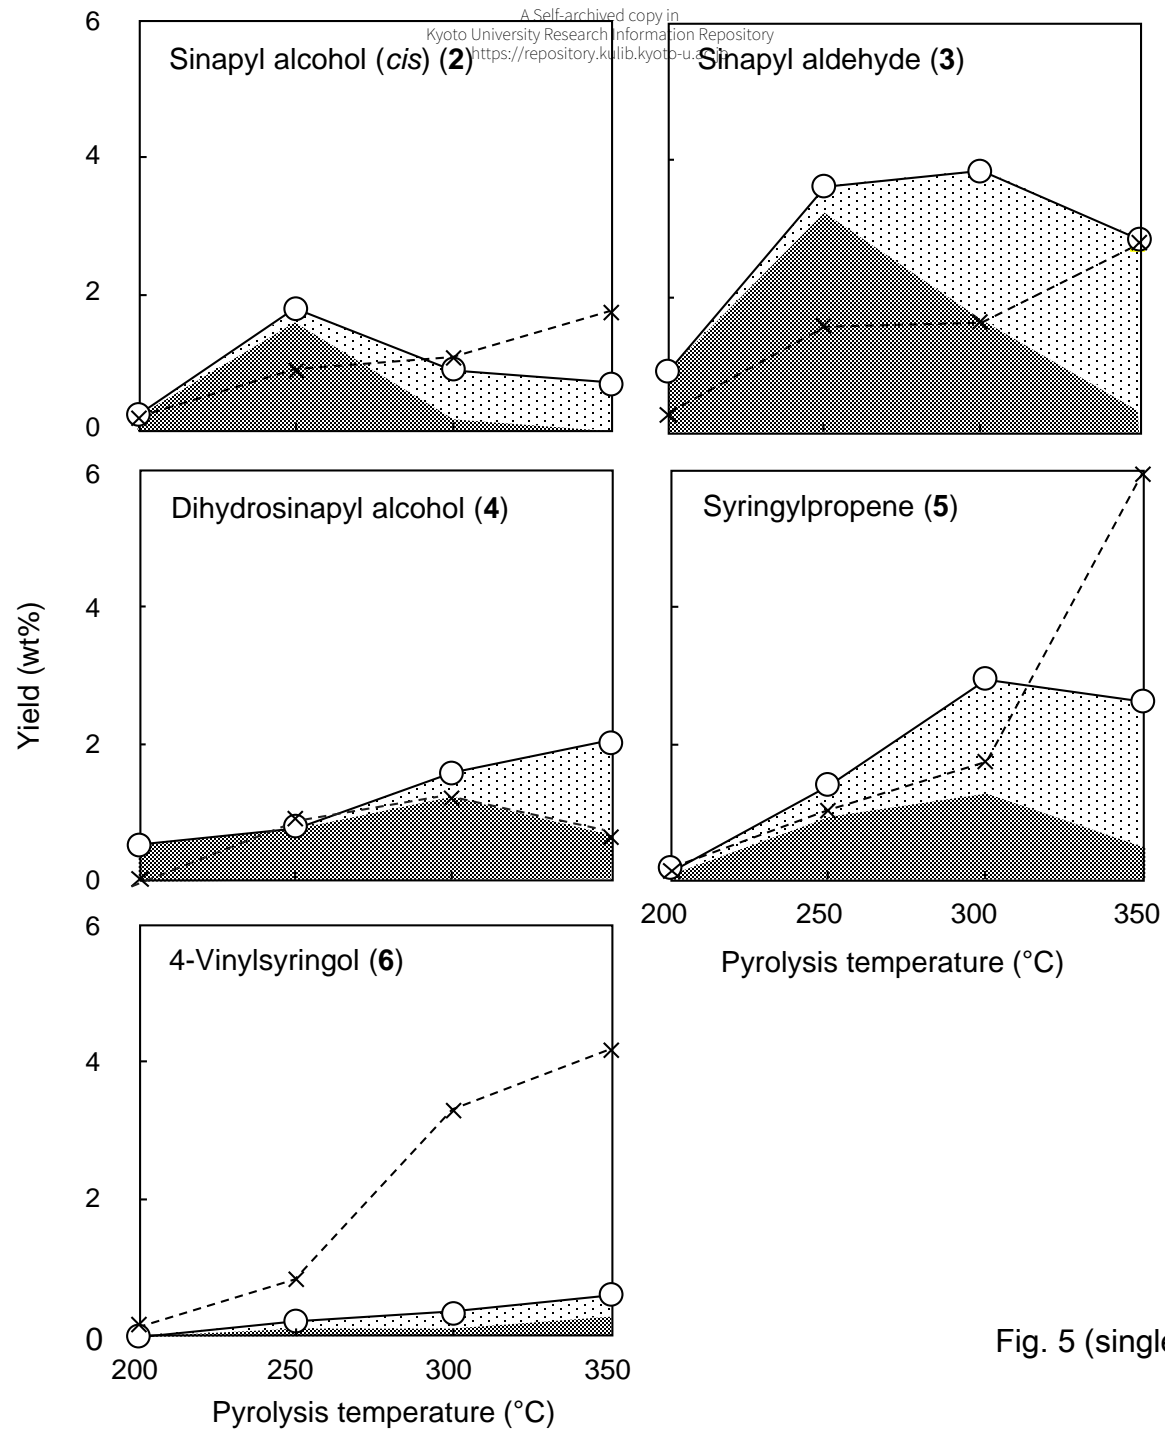 A Self-archived copy in
Kyoto University Research Information Repository
https://repository.kulib.kyoto-u.ac.jp
6
Sinapyl alcohol (cis) (2)
Sinapyl aldehyde (3)
4
2
0
6
Dihydrosinapyl alcohol (4)
Syringylpropene (5)
4
Yield (wt%)
2
0
200 250 300 350
Pyrolysis temperature (°C)
6
4-Vinylsyringol (6)
4
2
0
Fig. 5 (single
200 250 300 350
Pyrolysis temperature (°C)